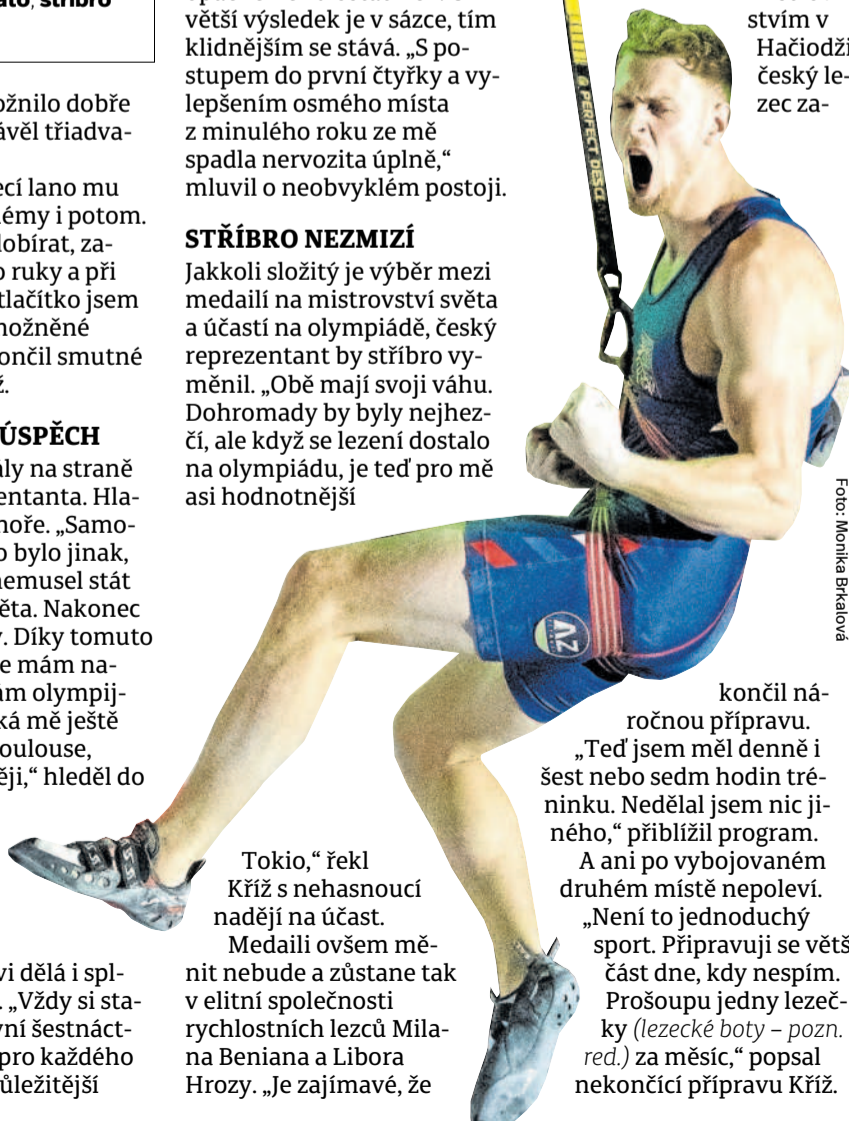 stříbro
ožnilo dobře
ávěl třiadva-
ecí lano mu
émy i potom.
lobírat, za-
o ruky a při
tlačítko jsem
nožněné
ončil smutné
ž.
ÚSPĚCH
ály na straně
entanta. Hla-
noře. „Samo-
o bylo jinak,
nemusel stát
ěta. Nakonec
y. Díky tomuto
e mám na-
ám olympij-
ká mě ještě
oulouse,
ěji,“ hleděl do
vi dělá i spl-
. „Vždy si sta-
vní šestnáct-
pro každého
ůležitější
větší výsledek je v sázce, tím
klidnějším se stává. „S po-
stupem do první čtyřky a vy-
lepšením osmého místa
z minulého roku ze mě
spadla nervozita úplně,“
mluvil o neobvyklém postoji.
STŘÍBRO NEZMIZÍ
Jakkoli složitý je výběr mezi
medailí na mistrovství světa
a účastí na olympiádě, český
reprezentant by stříbro vy-
měnil. „Obě mají svoji váhu.
Dohromady by byly nejhez-
čí, ale když se lezení dostalo
na olympiádu, je teď pro mě
asi hodnotnější
Tokio,“ řekl
Kříž s nehasnoucí
nadějí na účast.
Medaili ovšem mě-
nit nebude a zůstane tak
v elitní společnosti
rychlostních lezců Mila-
na Beniana a Libora
Hrozy. „Je zajímavé, že
stvím v
Hačiodži
český le-
zec za-
končil ná-
ročnou přípravu.
„Teď jsem měl denně i
šest nebo sedm hodin tré-
ninku. Nedělal jsem nic ji-
ného,“ přiblížil program.
A ani po vybojovaném
druhém místě nepoleví.
„Není to jednoduchý
sport. Připravuji se větš
část dne, kdy nespím.
Prošoupu jedny lezeč-
ky (lezecké boty – pozn.
red.) za měsíc,“ popsal
nekončící přípravu Kříž.
Foto: Monika Brkalová
PERFECT DESCE
AZ